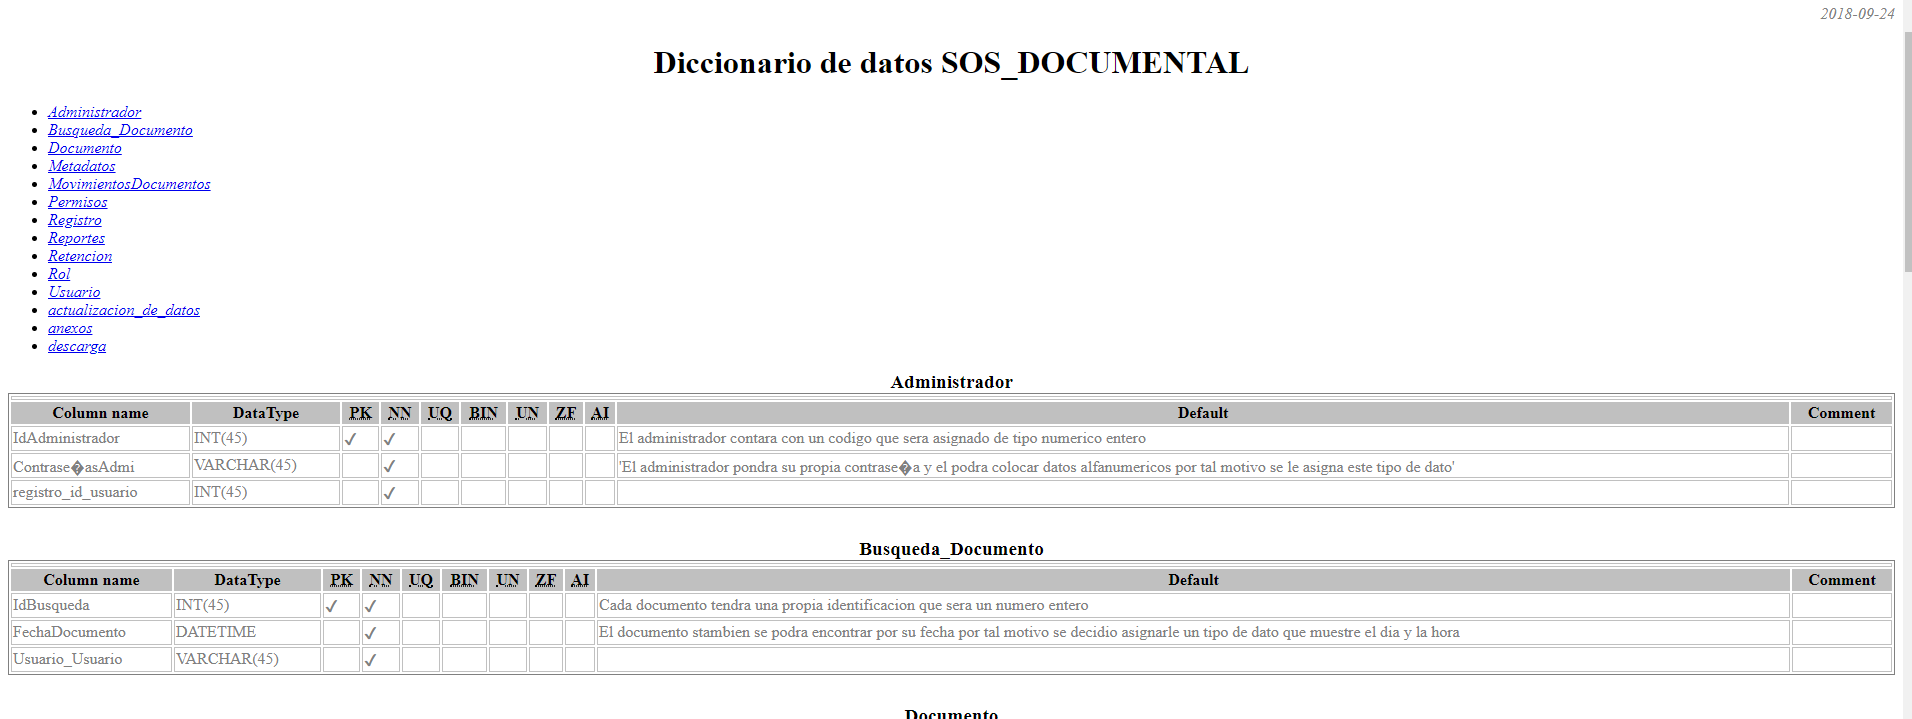 2018-09-24
Diccionario de datos SOS_DOCUMENTAL
Administrador
Busqueda_Documento
Documento
Metadatos
MovimientosDocumentos
Permisos
Registro
Reportes
Retencion
Rol
Usuario
actualizacion_de_datos
anexos
descarga
Administrador
Column name DataType PK NN UQ BIN UN ZF AI Default Comment
IdAdministrador INT(45) ✓ ✓ El administrador contara con un codigo que sera asignado de tipo numerico entero
Contrase�asAdmi VARCHAR(45) ✓ 'El administrador pondra su propia contrase�a y el podra colocar datos alfanumericos por tal motivo se le asigna este tipo de dato'
registro_id_usuario INT(45) ✓
Busqueda_Documento
Column name DataType PK NN UQ BIN UN ZF AI Default Comment
IdBusqueda INT(45) ✓ ✓ Cada documento tendra una propia identificacion que sera un numero entero
FechaDocumento DATETIME ✓ El documento stambien se podra encontrar por su fecha por tal motivo se decidio asignarle un tipo de dato que muestre el dia y la hora
Usuario_Usuario VARCHAR(45) ✓
Documento